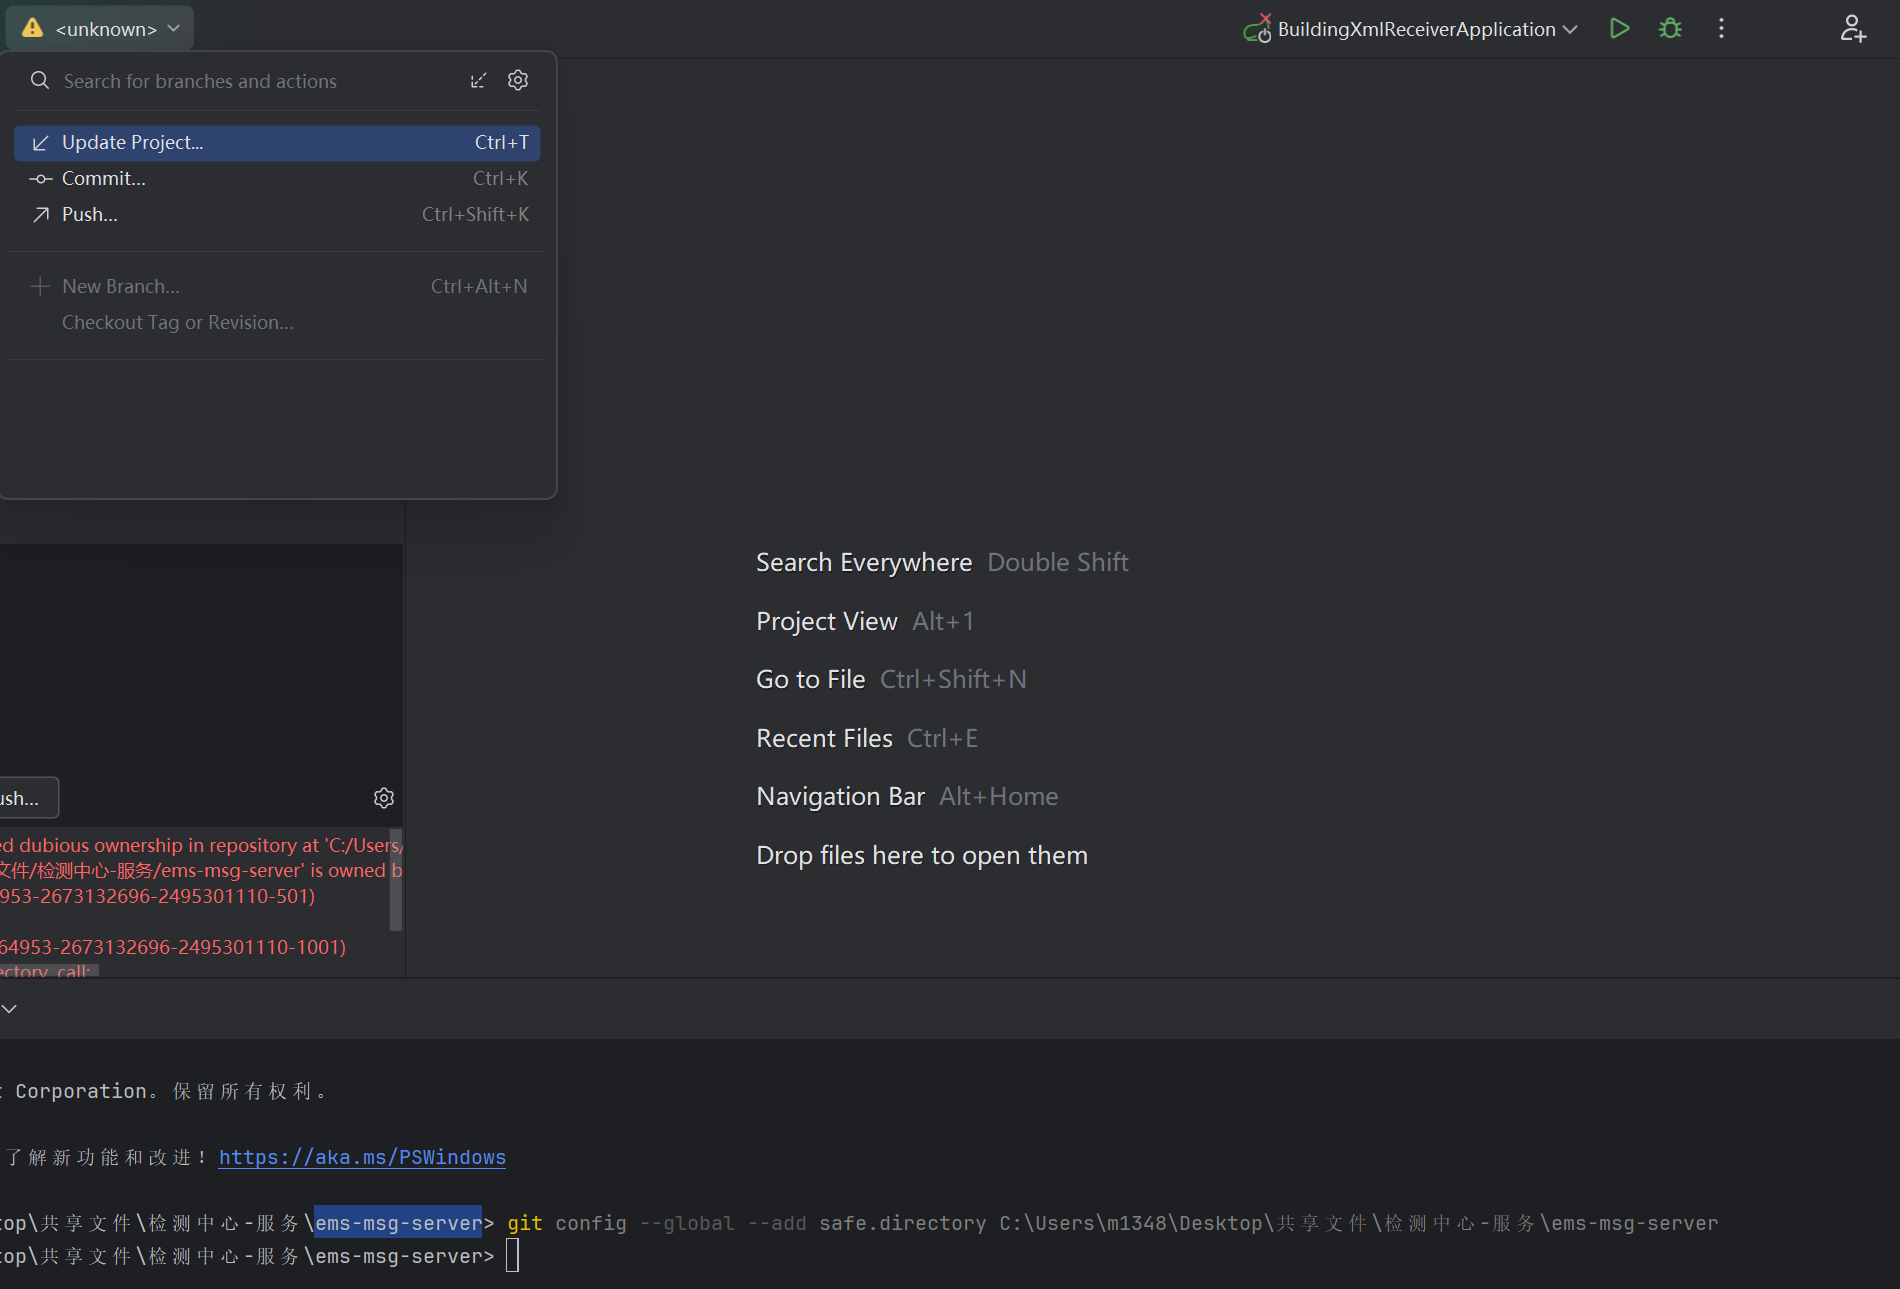 <unknown>
BuildingXmlReceiverApplication
Search for branches and actions
Update Project... Ctrl+T
Commit... Ctrl+K
Push... Ctrl+Shift+K
New Branch... Ctrl+Alt+N
Checkout Tag or Revision...
Search Everywhere Double Shift
Project View Alt+1
Go to File Ctrl+Shift+N
Recent Files Ctrl+E
Navigation Bar Alt+Home
Drop files here to open them
ush...
ed dubious ownership in repository at 'C:/Users/
文件/检测中心-服务/ems-msg-server' is owned b
953-2673132696-2495301110-501)
64953-2673132696-2495301110-1001)
ectory call:
t Corporation。保留所有权利。
了解新功能和改进！https://aka.ms/PSWindows
top\共享文件\检测中心-服务\ems-msg-server> git config --global --add safe.directory C:\Users\m1348\Desktop\共享文件\检测中心-服务\ems-msg-server
top\共享文件\检测中心-服务\ems-msg-server>